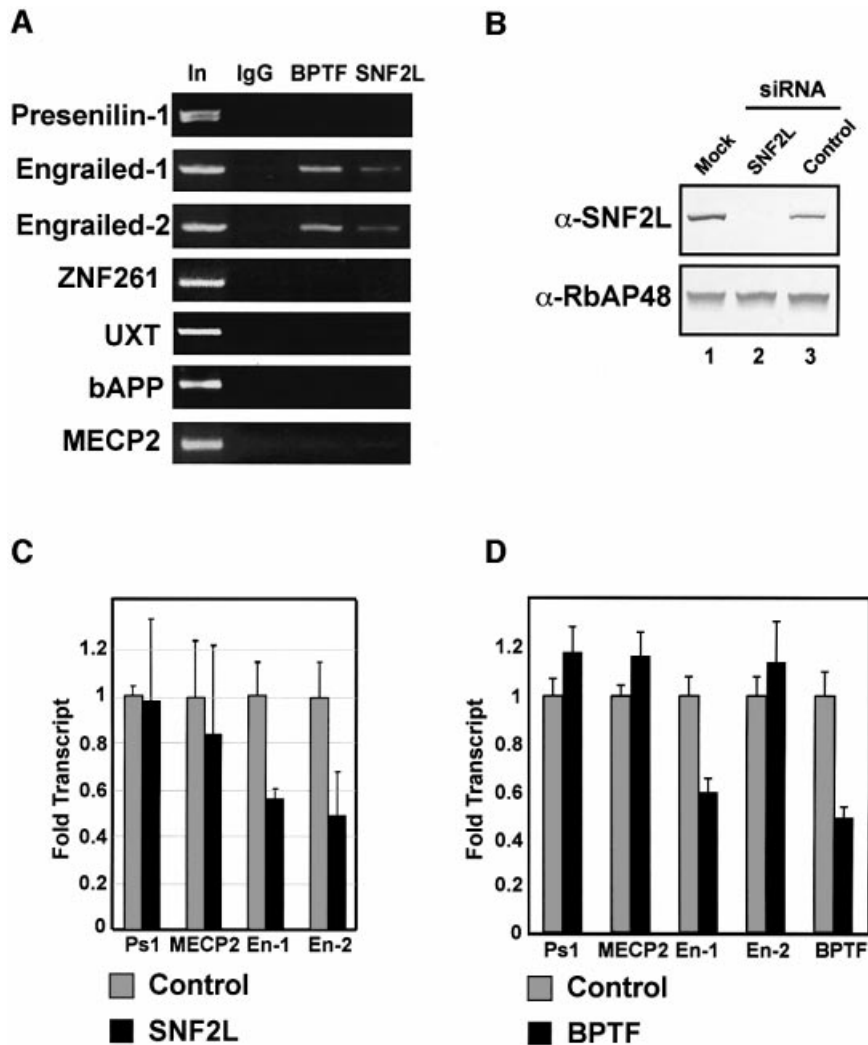 A
In IgG BPTF SNF2L
Presenilin-1
Engrailed-1
Engrailed-2
ZNF261
UXT
bAPP
MECP2
B
siRNA
Mock SNF2L Control
α-SNF2L
α-RbAP48
1 2 3
C
Fold Transcript
1.2
1
0.8
0.6
0.4
0.2
0
Ps1 MECP2 En-1 En-2
Control
SNF2L
D
Fold Transcript
1.2
1
0.8
0.6
0.4
0.2
0
Ps1 MECP2 En-1 En-2 BPTF
Control
BPTF